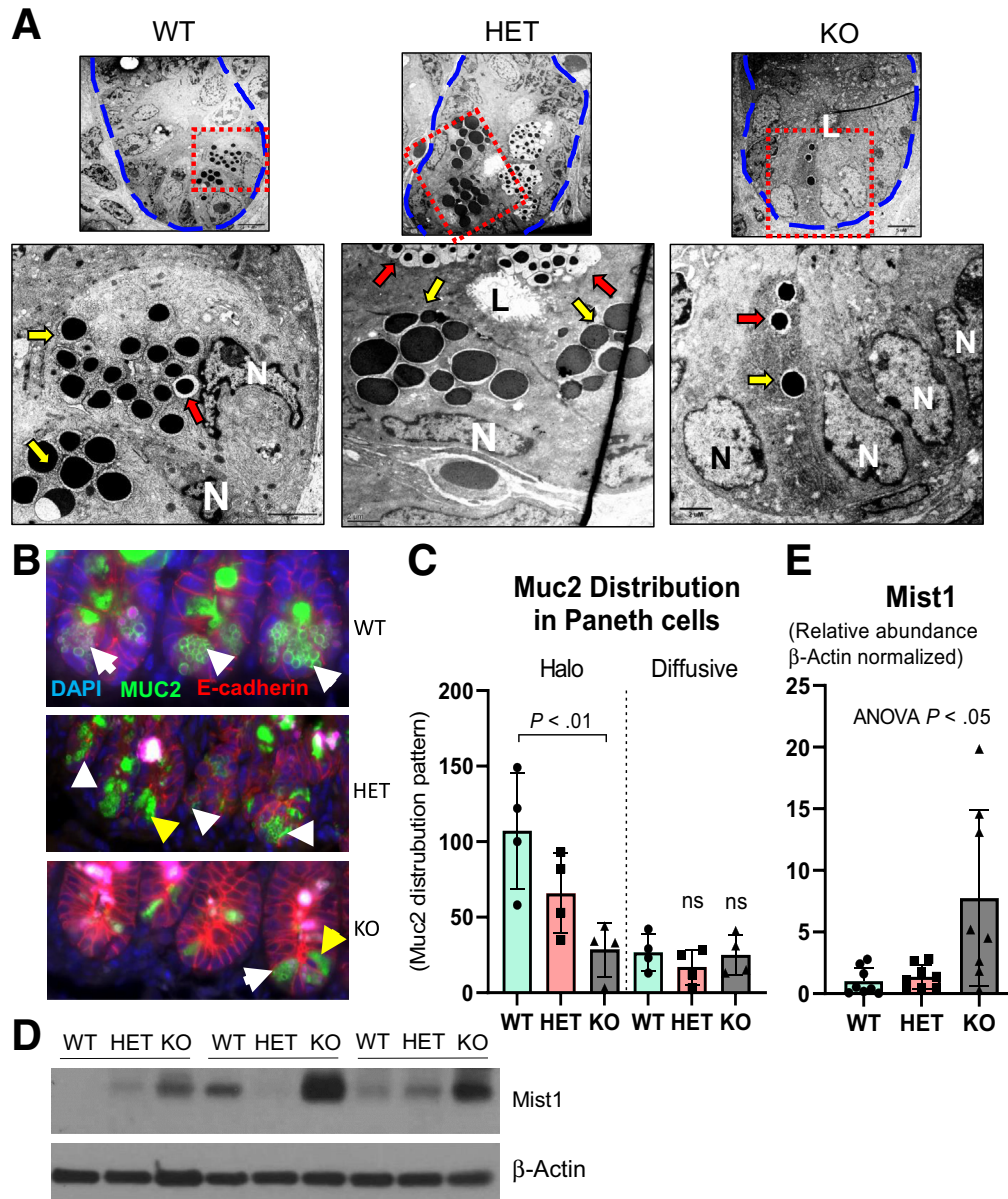 A
WT
HET
KO
L
N
N
L
N
N
N
N
N
B
WT
DAPI MUC2 E-cadherin
HET
KO
C
Muc2 Distribution
in Paneth cells
Halo
Diffusive
(Muc2 distrubution pattern)
200
150
100
50
0
P < .01
ns
ns
WT HET KO WT HET KO
E
Mist1
(Relative abundance
β-Actin normalized)
25
20
15
10
5
0
ANOVA P < .05
WT HET KO
D
WT HET KO WT HET KO WT HET KO
Mist1
β-Actin